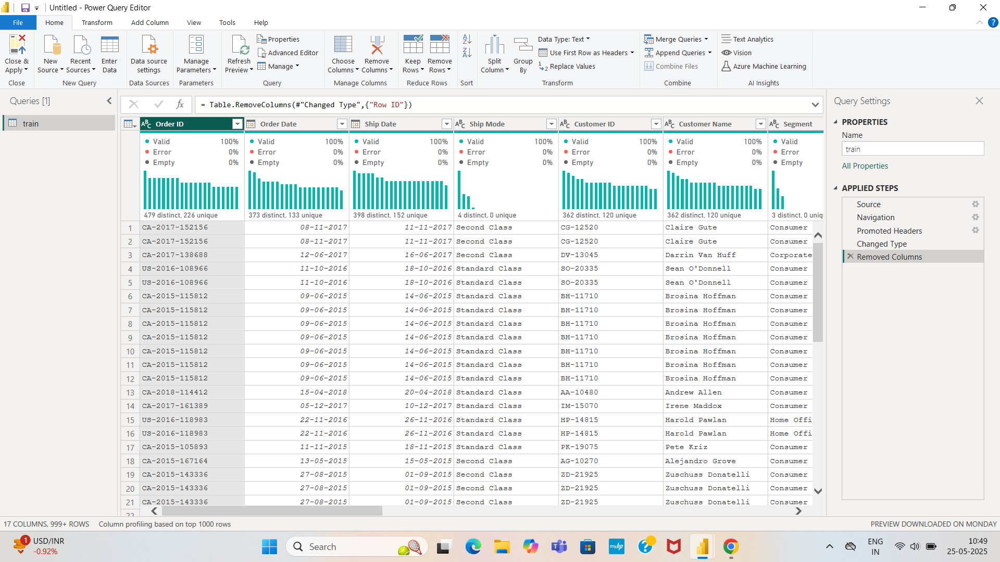 Untitled - Power Query Editor
File Home Transform Add Column View Tools Help
Close & Apply
Close
New Source
Recent Sources
Enter Data
New Query
Data source settings
Data Sources
Manage Parameters
Parameters
Refresh Preview
Properties
Advanced Editor
Manage
Query
Choose Columns
Remove Columns
Manage Columns
Keep Rows
Remove Rows
Reduce Rows
Sort
Split Column
Group By
Data Type: Text
Use First Row as Headers
Replace Values
Transform
Merge Queries
Append Queries
Combine Files
Combine
Text Analytics
Vision
Azure Machine Learning
AI Insights
Queries [1]
train
fx = Table.RemoveColumns(#"Changed Type",{"Row ID"})
Order ID Order Date Ship Date Ship Mode Customer ID Customer Name Segment
Valid 100% Valid 100% Valid 100% Valid 100% Valid 100% Valid 100% Valid
Error 0% Error 0% Error 0% Error 0% Error 0% Error 0% Error
Empty 0% Empty 0% Empty 0% Empty 0% Empty 0% Empty 0% Empty
479 distinct, 226 unique 373 distinct, 133 unique 398 distinct, 152 unique 4 distinct, 0 unique 362 distinct, 120 unique 362 distinct, 120 unique 3 distinct, 0 uniq
1 CA-2017-152156 08-11-2017 11-11-2017 Second Class CG-12520 Claire Gute Consumer
2 CA-2017-152156 08-11-2017 11-11-2017 Second Class CG-12520 Claire Gute Consumer
3 CA-2017-138688 12-06-2017 16-06-2017 Second Class DV-13045 Darrin Van Huff Corporate
4 US-2016-108966 11-10-2016 18-10-2016 Standard Class SO-20335 Sean O'Donnell Consumer
5 US-2016-108966 11-10-2016 18-10-2016 Standard Class SO-20335 Sean O'Donnell Consumer
6 CA-2015-115812 09-06-2015 14-06-2015 Standard Class BH-11710 Brosina Hoffman Consumer
7 CA-2015-115812 09-06-2015 14-06-2015 Standard Class BH-11710 Brosina Hoffman Consumer
8 CA-2015-115812 09-06-2015 14-06-2015 Standard Class BH-11710 Brosina Hoffman Consumer
9 CA-2015-115812 09-06-2015 14-06-2015 Standard Class BH-11710 Brosina Hoffman Consumer
10 CA-2015-115812 09-06-2015 14-06-2015 Standard Class BH-11710 Brosina Hoffman Consumer
11 CA-2015-115812 09-06-2015 14-06-2015 Standard Class BH-11710 Brosina Hoffman Consumer
12 CA-2015-115812 09-06-2015 14-06-2015 Standard Class BH-11710 Brosina Hoffman Consumer
13 CA-2018-114412 15-04-2018 20-04-2018 Standard Class AA-10480 Andrew Allen Consumer
14 CA-2017-161389 05-12-2017 10-12-2017 Standard Class IM-15070 Irene Maddox Consumer
15 US-2016-118983 22-11-2016 26-11-2016 Standard Class HP-14815 Harold Pawlan Home Offi
16 US-2016-118983 22-11-2016 26-11-2016 Standard Class HP-14815 Harold Pawlan Home Offi
17 CA-2015-105893 11-11-2015 18-11-2015 Standard Class PK-19075 Pete Kriz Consumer
18 CA-2015-167164 13-05-2015 15-05-2015 Second Class AG-10270 Alejandro Grove Consumer
19 CA-2015-143336 27-08-2015 01-09-2015 Second Class ZD-21925 Zuschuss Donatelli Consumer
20 CA-2015-143336 27-08-2015 01-09-2015 Second Class ZD-21925 Zuschuss Donatelli Consumer
21 CA-2015-143336 27-08-2015 01-09-2015 Second Class ZD-21925 Zuschuss Donatelli Consumer
22
Query Settings
PROPERTIES
Name
train
All Properties
APPLIED STEPS
Source
Navigation
Promoted Headers
Changed Type
Removed Columns
17 COLUMNS, 999+ ROWS Column profiling based on top 1000 rows PREVIEW DOWNLOADED ON MONDAY
1
USD/INR
-0.92%
Search
myhp
ENG
IN
10:49
25-05-2025